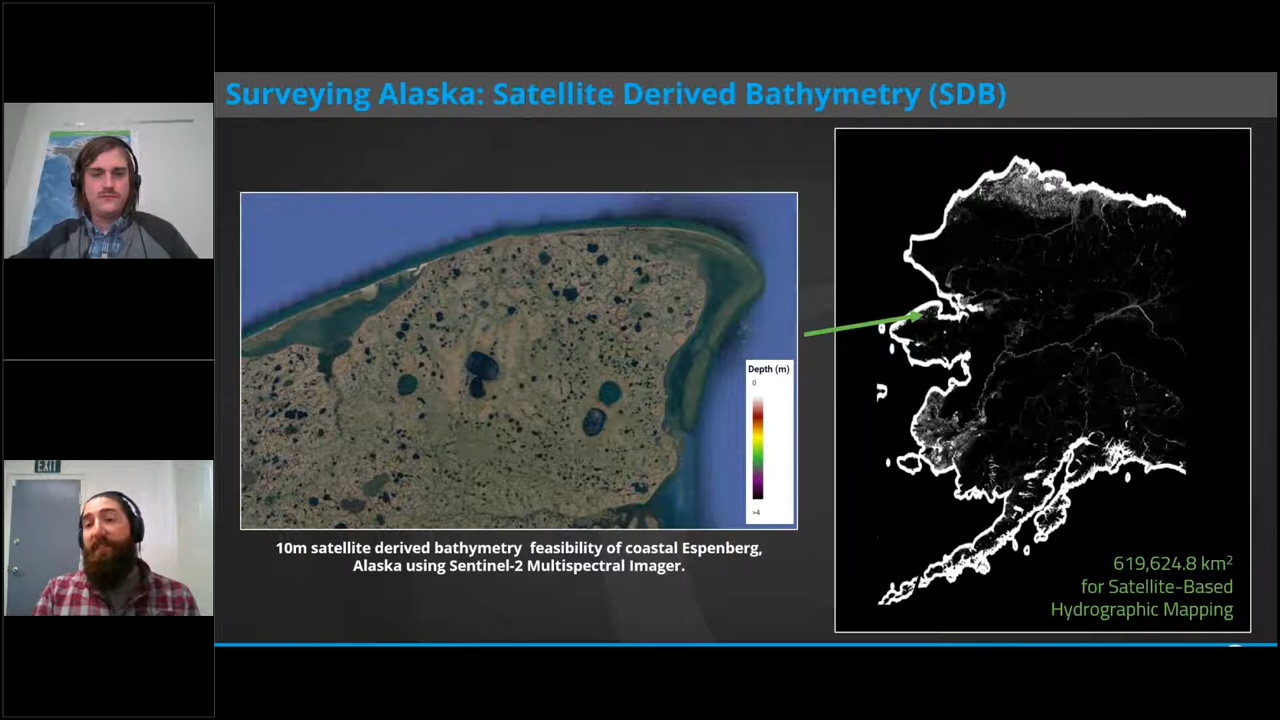 Surveying Alaska: Satellite Derived Bathymetry (SDB)
EXIT
Depth (m)
0
>4
10m satellite derived bathymetry feasibility of coastal Espenberg,
Alaska using Sentinel-2 Multispectral Imager.
619,624.8 km²
for Satellite-Based
Hydrographic Mapping